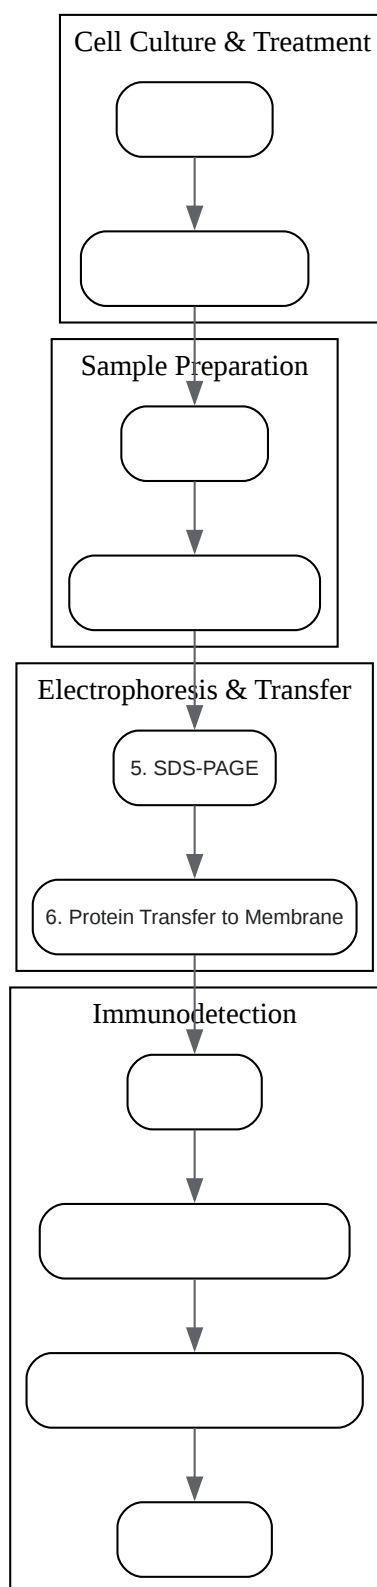 Cell Culture & Treatment
Sample Preparation
Electrophoresis & Transfer
5. SDS-PAGE
6. Protein Transfer to Membrane
Immunodetection